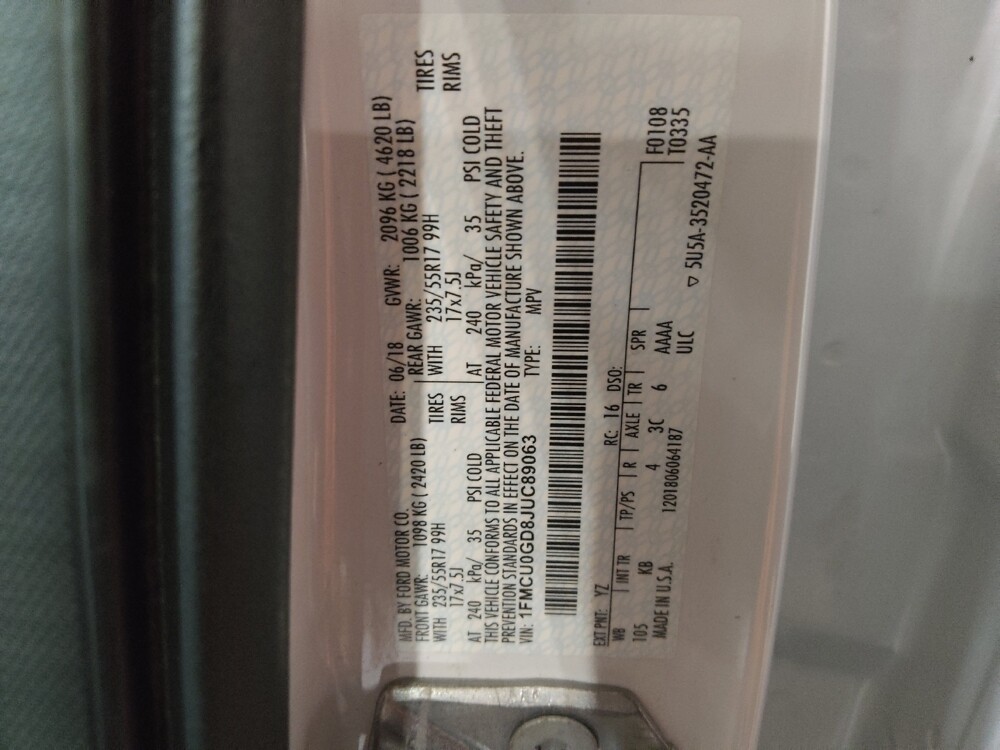 MFD. BY FORD MOTOR CO. DATE: 06/18 GVWR: 2096 KG ( 4620 LB)
FRONT GAWR: 1098 KG ( 2420 LB) REAR GAWR: 1006 KG ( 2218 LB)
WITH 235/55R17 99H TIRES WITH 235/55R17 99H TIRES
17x7.5J RIMS 17x7.5J RIMS
AT 240 kPa/ 35 PSI COLD AT 240 kPa/ 35 PSI COLD
THIS VEHICLE CONFORMS TO ALL APPLICABLE FEDERAL MOTOR VEHICLE SAFETY AND THEFT
PREVENTION STANDARDS IN EFFECT ON THE DATE OF MANUFACTURE SHOWN ABOVE.
VIN: 1FMCU0GD8JUC89063 TYPE: MPV
EXT PNT: YZ RC: 16 DSO: F0108
WB INT TR TP/PS R AXLE TR SPR T0335
105 KB 4 3C 6 AAAA
MADE IN U.S.A. 1201806064187 ULC
5U5A-3520472-AA